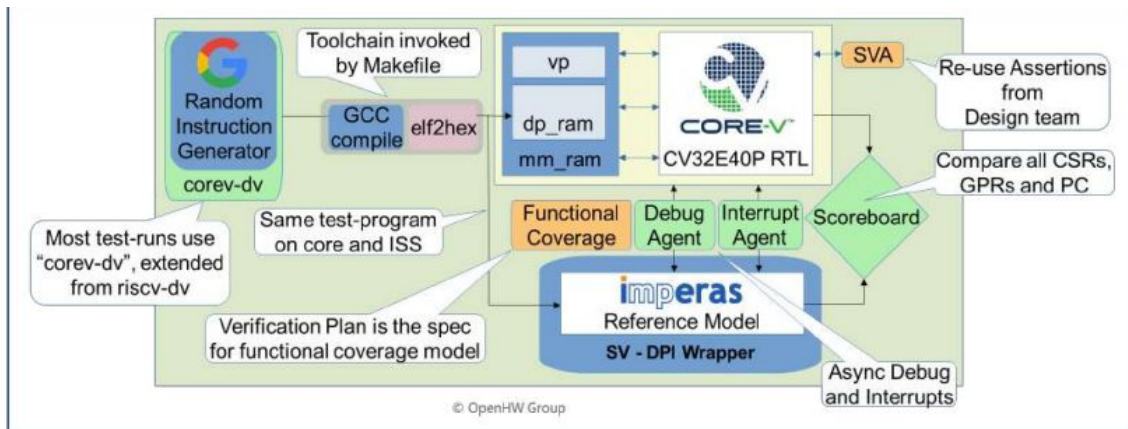 Toolchain invoked
by Makefile
Random
Instruction
Generator
corev-dv
GCC
compile
elf2hex
vp
dp_ram
mm_ram
CORE-V™
CV32E40P RTL
SVA
Re-use Assertions
from
Design team
Compare all CSRs,
GPRs and PC
Scoreboard
Most test-runs use
“corev-dv”, extended
from riscv-dv
Same test-program
on core and ISS
Functional
Coverage
Debug
Agent
Interrupt
Agent
Verification Plan is the spec
for functional coverage model
imperas
Reference Model
SV - DPI Wrapper
Async Debug
and Interrupts
© OpenHW Group